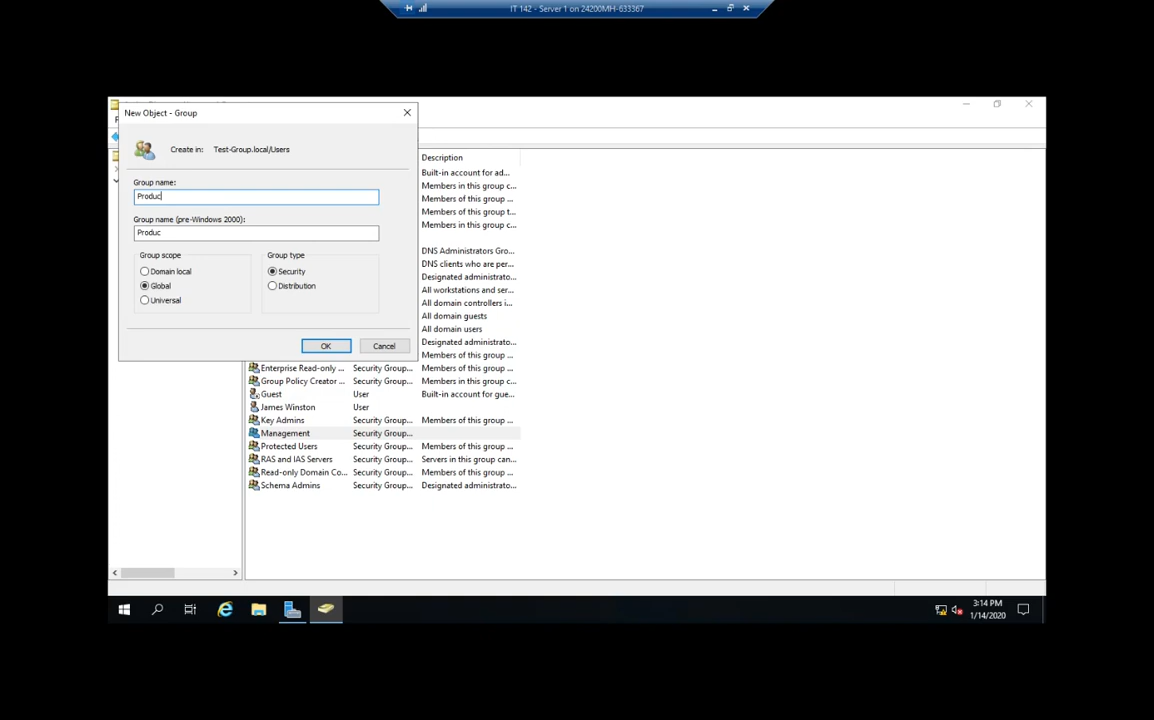 IT 142 - Server 1 on 24200MH-633367
New Object - Group
Create in: Test-Group.local/Users
Group name:
Produc
Group name (pre-Windows 2000):
Produc
Group scope
Group type
Domain local
Security
Global
Distribution
Universal
OK
Cancel
Description
Built-in account for ad...
Members in this group c...
Members of this group ...
Members of this group t...
Members in this group c...
DNS Administrators Gro...
DNS clients who are per...
Designated administrato...
All workstations and ser...
All domain controllers i...
All domain guests
All domain users
Designated administrato...
Members of this group ...
Enterprise Read-only ... Security Group... Members of this group ...
Group Policy Creator ... Security Group... Members in this group c...
Guest User Built-in account for gue...
James Winston User
Key Admins Security Group... Members of this group ...
Management Security Group...
Protected Users Security Group... Members of this group ...
RAS and IAS Servers Security Group... Servers in this group can...
Read-only Domain Co... Security Group... Members of this group ...
Schema Admins Security Group... Designated administrato...
3:14 PM
1/14/2020